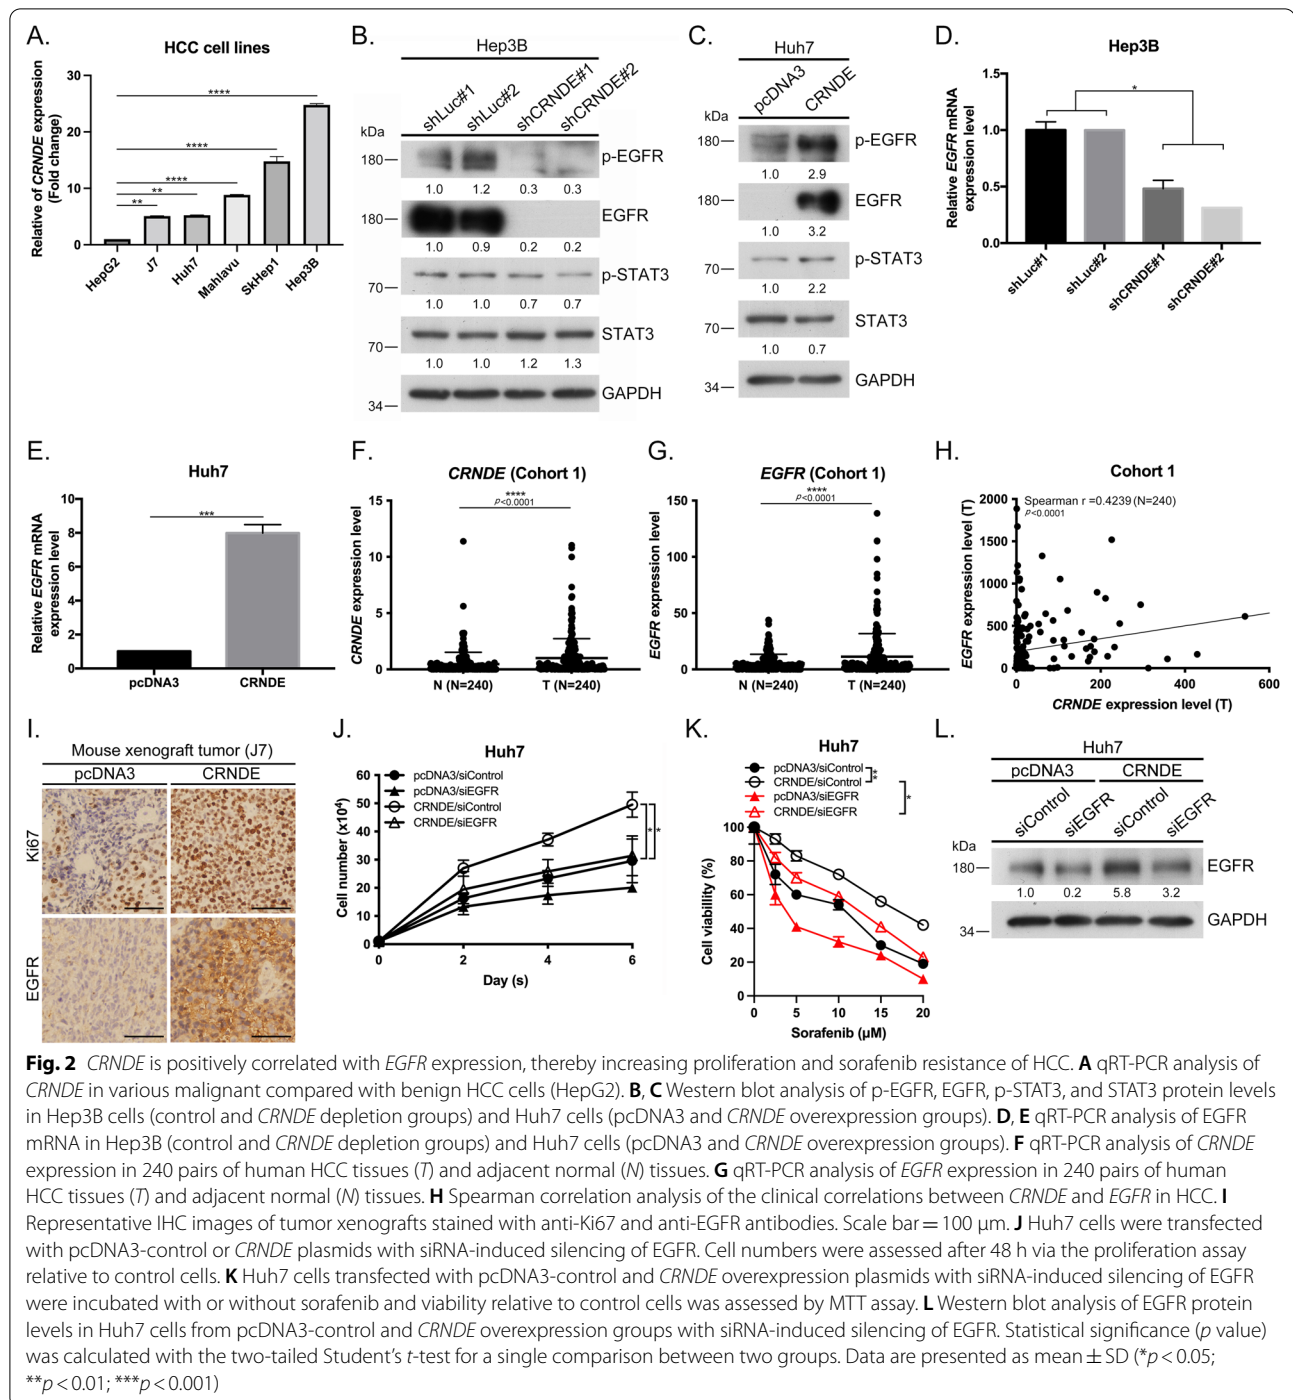 A.
HCC cell lines
Relative of CRNDE expression
(Fold change)
30
20
10
0
****
****
****
**
**
HepG2
J7
Huh7
Mahlavu
SkHep1
Hep3B
B.
Hep3B
shLuc#1
shLuc#2
shCRNDE#1
shCRNDE#2
kDa
180
p-EGFR
1.0 1.2 0.3 0.3
180
EGFR
1.0 0.9 0.2 0.2
70
p-STAT3
1.0 1.0 0.7 0.7
70
STAT3
1.0 1.0 1.2 1.3
34
GAPDH
C.
Huh7
pcDNA3
CRNDE
kDa
180
p-EGFR
1.0 2.9
180
EGFR
1.0 3.2
70
p-STAT3
1.0 2.2
70
STAT3
1.0 0.7
34
GAPDH
D.
Hep3B
Relative EGFR mRNA
expression level
1.5
1.0
0.5
0.0
*
shLuc#1
shLuc#2
shCRNDE#1
shCRNDE#2
E.
Huh7
Relative EGFR mRNA
expression level
10
8
6
4
2
0
***
pcDNA3 CRNDE
F.
CRNDE (Cohort 1)
CRNDE expression level
15
10
5
0
****
p<0.0001
N (N=240) T (N=240)
G.
EGFR (Cohort 1)
EGFR expression level
150
100
50
0
****
p<0.0001
N (N=240) T (N=240)
H.
Cohort 1
EGFR expression level (T)
2000
1500
1000
500
0
Spearman r =0.4239 (N=240)
p<0.0001
0 200 400 600
CRNDE expression level (T)
I.
Mouse xenograft tumor (J7)
pcDNA3 CRNDE
Ki67
EGFR
J.
Huh7
Cell number (x10⁴)
60
50
40
30
20
10
0
pcDNA3/siControl
pcDNA3/siEGFR
CRNDE/siControl
CRNDE/siEGFR
* *
0 2 4 6
Day (s)
K.
Huh7
pcDNA3/siControl
CRNDE/siControl
pcDNA3/siEGFR
CRNDE/siEGFR
**
*
Cell viabillity (%)
100
80
60
40
20
0
0 5 10 15 20
Sorafenib (μM)
L.
Huh7
pcDNA3 CRNDE
siControl
siEGFR
siControl
siEGFR
kDa
180
EGFR
1.0 0.2 5.8 3.2
34
GAPDH
Fig. 2 CRNDE is positively correlated with EGFR expression, thereby increasing proliferation and sorafenib resistance of HCC. A qRT-PCR analysis of
CRNDE in various malignant compared with benign HCC cells (HepG2). B, C Western blot analysis of p-EGFR, EGFR, p-STAT3, and STAT3 protein levels
in Hep3B cells (control and CRNDE depletion groups) and Huh7 cells (pcDNA3 and CRNDE overexpression groups). D, E qRT-PCR analysis of EGFR
mRNA in Hep3B (control and CRNDE depletion groups) and Huh7 cells (pcDNA3 and CRNDE overexpression groups). F qRT-PCR analysis of CRNDE
expression in 240 pairs of human HCC tissues (T) and adjacent normal (N) tissues. G qRT-PCR analysis of EGFR expression in 240 pairs of human
HCC tissues (T) and adjacent normal (N) tissues. H Spearman correlation analysis of the clinical correlations between CRNDE and EGFR in HCC. I
Representative IHC images of tumor xenografts stained with anti-Ki67 and anti-EGFR antibodies. Scale bar = 100 μm. J Huh7 cells were transfected
with pcDNA3-control or CRNDE plasmids with siRNA-induced silencing of EGFR. Cell numbers were assessed after 48 h via the proliferation assay
relative to control cells. K Huh7 cells transfected with pcDNA3-control and CRNDE overexpression plasmids with siRNA-induced silencing of EGFR
were incubated with or without sorafenib and viability relative to control cells was assessed by MTT assay. L Western blot analysis of EGFR protein
levels in Huh7 cells from pcDNA3-control and CRNDE overexpression groups with siRNA-induced silencing of EGFR. Statistical significance (p value)
was calculated with the two-tailed Student's t-test for a single comparison between two groups. Data are presented as mean ± SD (*p < 0.05;
**p < 0.01; ***p < 0.001)